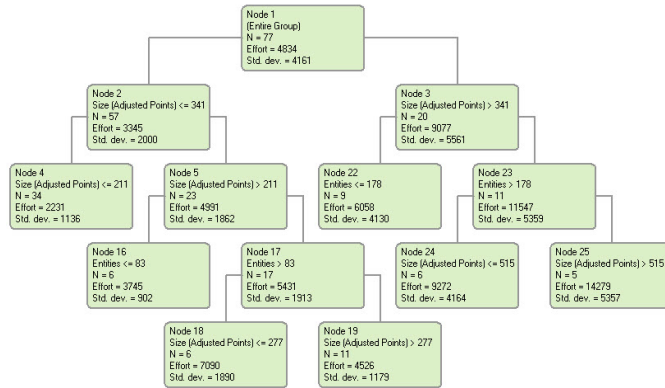 Node 1
(Entire Group)
N = 77
Effort = 4834
Std. dev. = 4161
Node 2
Size (Adjusted Points) <= 341
N = 57
Effort = 3345
Std. dev. = 2000
Node 3
Size (Adjusted Points) > 341
N = 20
Effort = 9077
Std. dev. = 5561
Node 4
Size (Adjusted Points) <= 211
N = 34
Effort = 2231
Std. dev. = 1136
Node 5
Size (Adjusted Points) > 211
N = 23
Effort = 4991
Std. dev. = 1862
Node 22
Entities <= 178
N = 9
Effort = 6058
Std. dev. = 4130
Node 23
Entities > 178
N = 11
Effort = 11547
Std. dev. = 5359
Node 16
Entities <= 83
N = 6
Effort = 3745
Std. dev. = 902
Node 17
Entities > 83
N = 17
Effort = 5431
Std. dev. = 1913
Node 24
Size (Adjusted Points) <= 515
N = 6
Effort = 9272
Std. dev. = 4164
Node 25
Size (Adjusted Points) > 515
N = 5
Effort = 14279
Std. dev. = 5357
Node 18
Size (Adjusted Points) <= 277
N = 6
Effort = 7090
Std. dev. = 1890
Node 19
Size (Adjusted Points) > 277
N = 11
Effort = 4526
Std. dev. = 1179